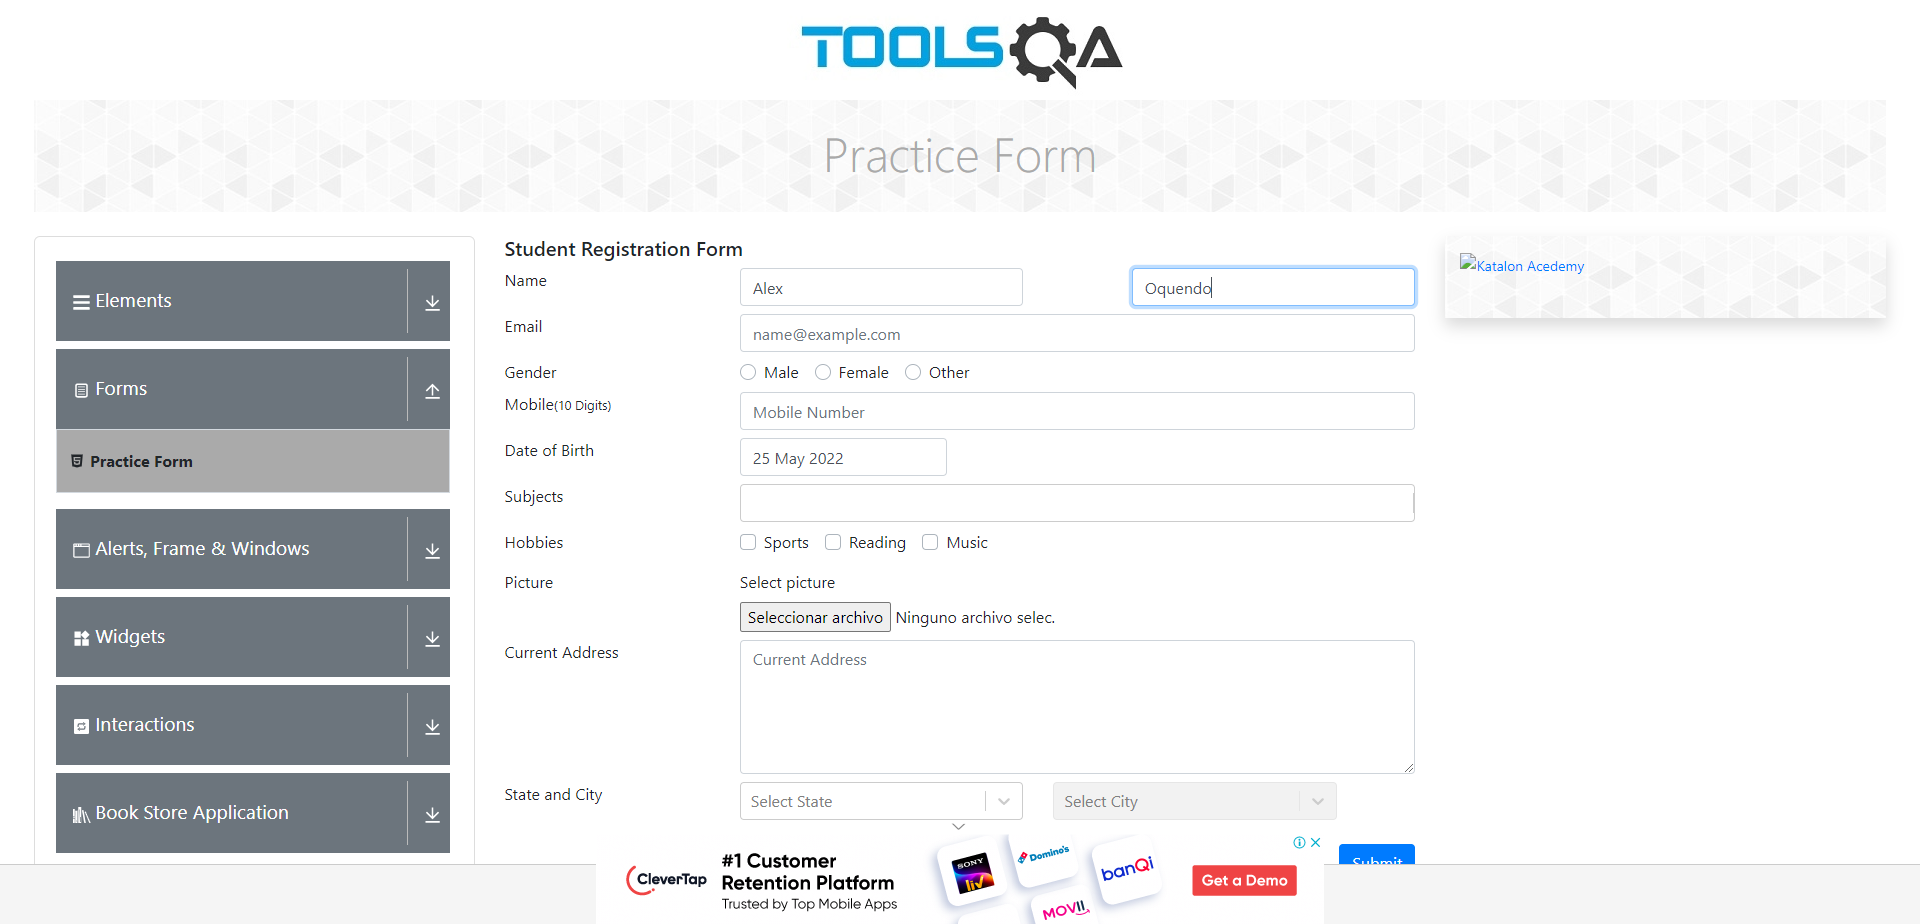 TOOLSQA
Practice Form
Elements
Forms
Practice Form
Alerts, Frame & Windows
Widgets
Interactions
Book Store Application
Student Registration Form
Name
Alex
Oquendo
Email
name@example.com
Gender
Male
Female
Other
Mobile(10 Digits)
Mobile Number
Date of Birth
25 May 2022
Subjects
Hobbies
Sports
Reading
Music
Picture
Select picture
Seleccionar archivo
Ninguno archivo selec.
Current Address
Current Address
State and City
Select State
Select City
Submit
Katalon Acedemy
CleverTap
#1 Customer
Retention Platform
Trusted by Top Mobile Apps
SONY
liv
Domino's
banQi
MOVII
Get a Demo